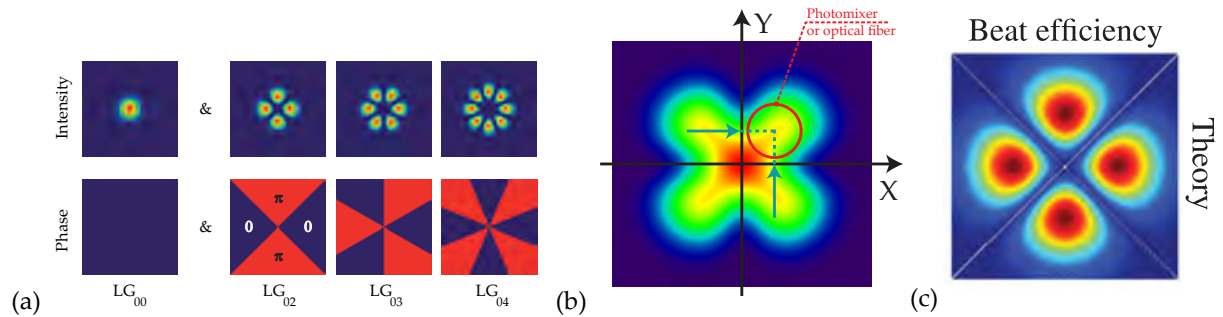 Intensity
&
Phase
π
0
0
π
&
LG00
LG02
LG03
LG04
(a)
Y
Photomixer
or optical fiber
X
(b)
Beat efficiency
Theory
(c)